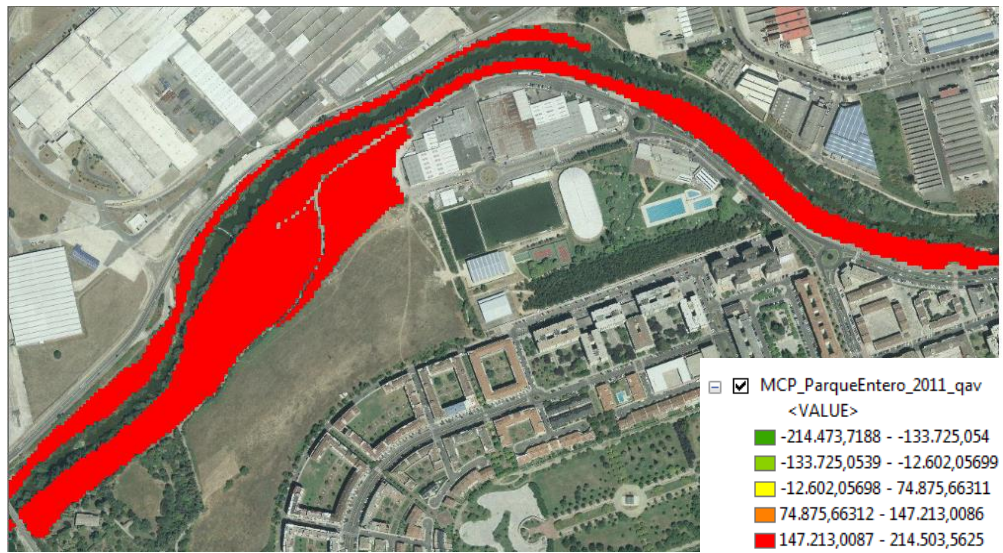 MCP_ParqueEntero_2011_qav
<VALUE>
-214.473,7188 - -133.725,054
-133.725,0539 - -12.602,05699
-12.602,05698 - 74.875,66311
74.875,66312 - 147.213,0086
147.213,0087 - 214.503,5625